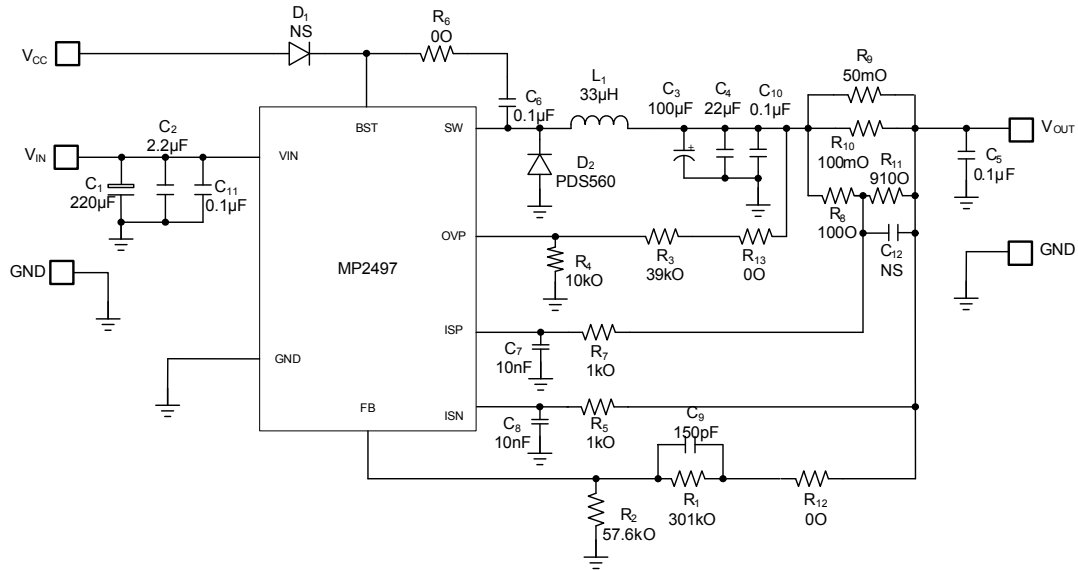 D1
NS
R6
0O
VCC
R9
50mO
L1
33µH
C3
100µF
C4
22µF
C10
0.1µF
C6
0.1µF
BST
SW
VOUT
C2
2.2µF
R10
100mO
R11
910O
C5
0.1µF
VIN
VIN
D2
PDS560
C1
220µF
C11
0.1µF
R8
100O
OVP
C12
NS
MP2497
R4
10kO
R3
39kO
R13
0O
GND
GND
ISP
C7
10nF
R7
1kO
GND
FB
ISN
C8
10nF
R5
1kO
C9
150pF
R2
57.6kO
R1
301kO
R12
0O